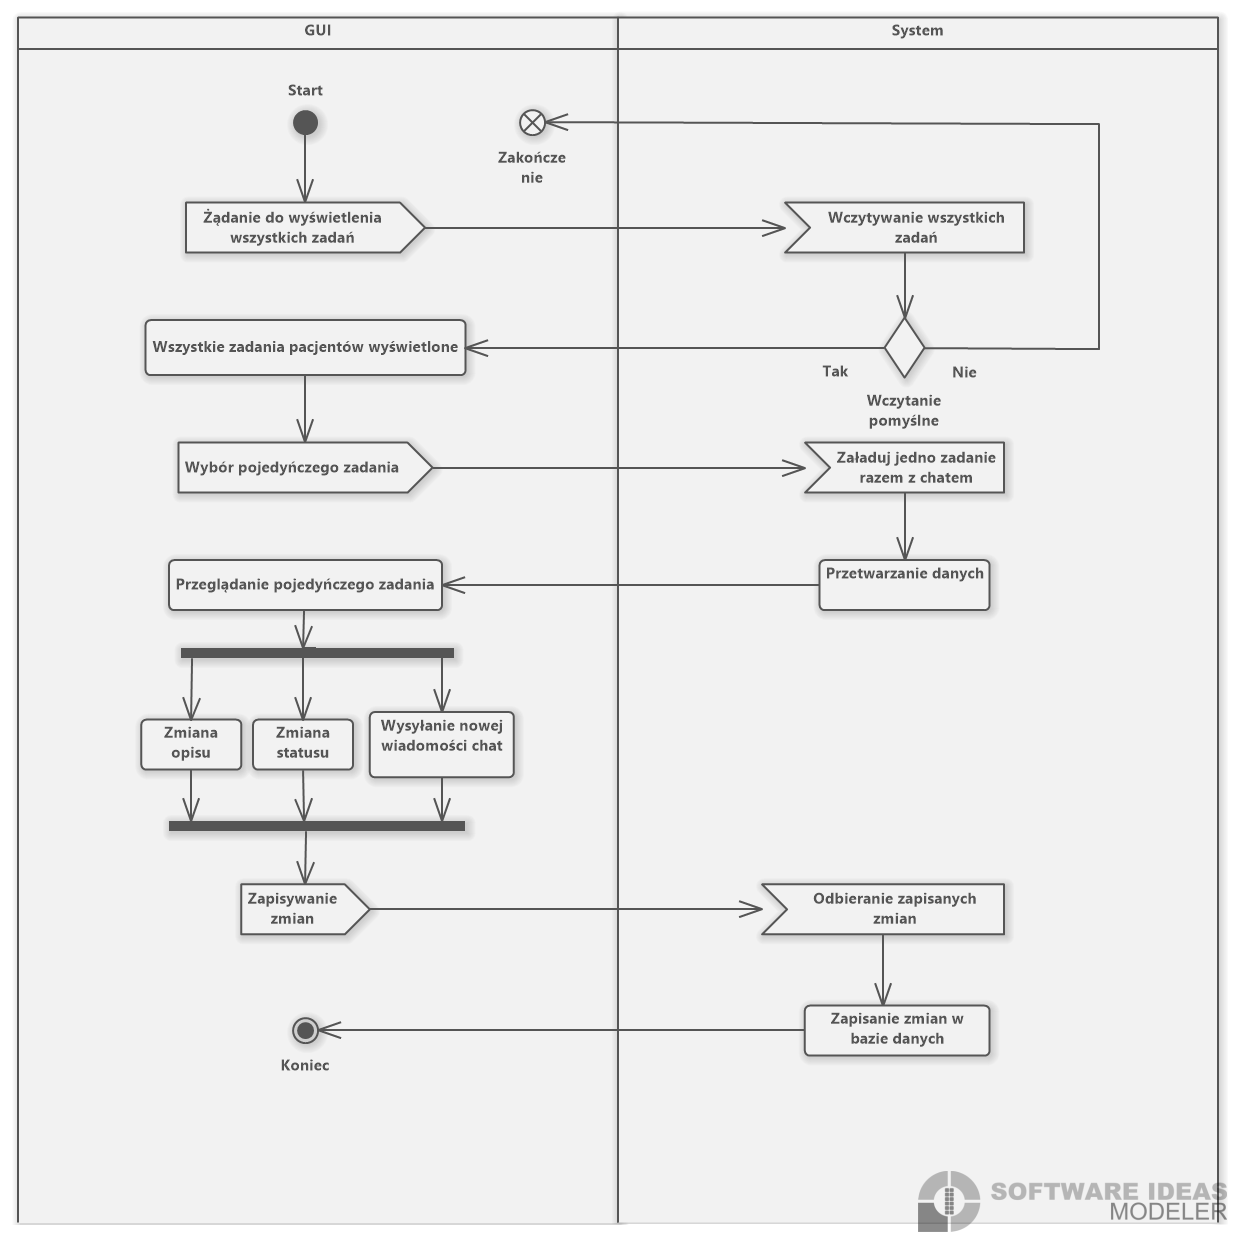 GUI
System
Start
Zakończe
nie
Żądanie do wyświetlenia
wszystkich zadań
Wczytywanie wszystkich
zadań
Wszystkie zadania pacjentów wyświetlone
Tak
Nie
Wczytanie
pomyślne
Wybór pojedyńczego zadania
Załaduj jedno zadanie
razem z chatem
Przeglądanie pojedyńczego zadania
Przetwarzanie danych
Zmiana
opisu
Zmiana
statusu
Wysyłanie nowej
wiadomości chat
Zapisywanie
zmian
Odbieranie zapisanych
zmian
Zapisanie zmian w
bazie danych
Koniec
SOFTWARE IDEAS
MODELER